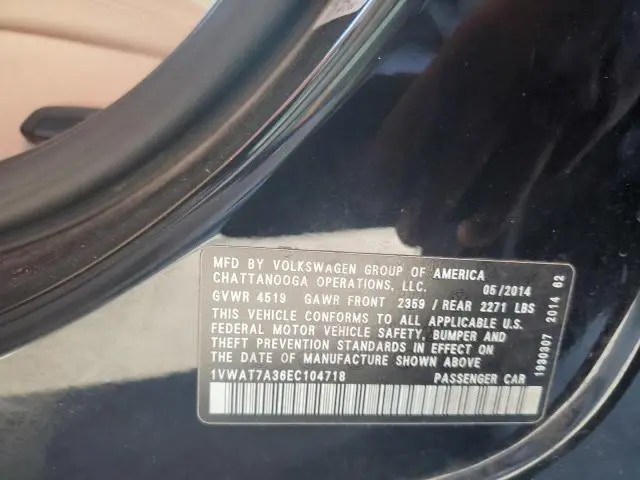 MFD BY VOLKSWAGEN GROUP OF AMERICA
CHATTANOOGA OPERATIONS, LLC. 05/2014
GVWR 4519 GAWR FRONT 2359 / REAR 2271 LBS
THIS VEHICLE CONFORMS TO ALL APPLICABLE U.S.
FEDERAL MOTOR VEHICLE SAFETY, BUMPER AND
THEFT PREVENTION STANDARDS IN EFFECT ON
THE DATE OF MANUFACTURE SHOWN ABOVE
1VWAT7A36EC104718 PASSENGER CAR
1930307 2014 62